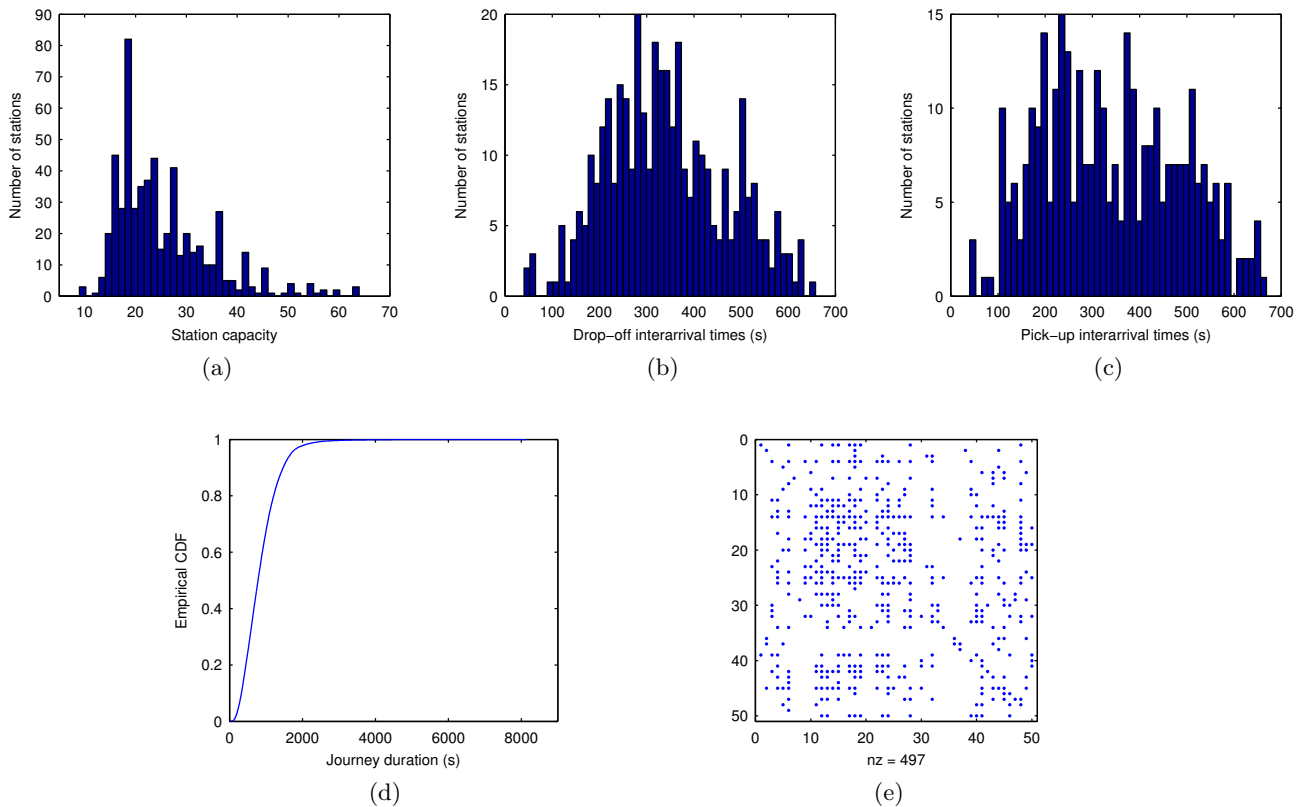 90
80
70
60
50
40
30
20
10
0
10 20 30 40 50 60 70
Number of stations
Station capacity
(a)
20
15
10
5
0
0 100 200 300 400 500 600 700
Number of stations
Drop−off interarrival times (s)
(b)
15
10
5
0
0 100 200 300 400 500 600 700
Number of stations
Pick−up interarrival times (s)
(c)
1
0.8
0.6
0.4
0.2
0
0 2000 4000 6000 8000
Empirical CDF
Journey duration (s)
(d)
0
10
20
30
40
50
0 10 20 30 40 50
nz = 497
(e)